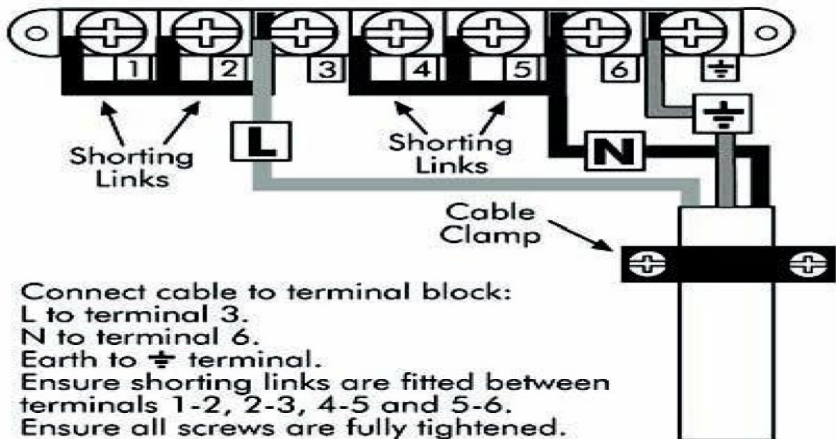 1 2 3 4 5 6 ⏚
L
N
⏚
Shorting
Links
Shorting
Links
Cable
Clamp
Connect cable to terminal block:
L to terminal 3.
N to terminal 6.
Earth to ⏚ terminal.
Ensure shorting links are fitted between
terminals 1-2, 2-3, 4-5 and 5-6.
Ensure all screws are fully tightened.